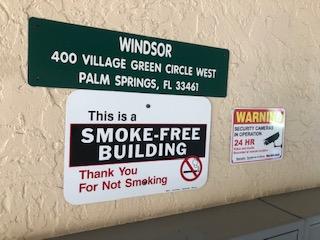 WINDSOR
400 VILLAGE GREEN CIRCLE WEST
PALM SPRINGS, FL 33461
This is a
SMOKE-FREE
BUILDING
Thank You
For Not Smoking
WARNING
SECURITY CAMERAS
IN OPERATION
24 HR